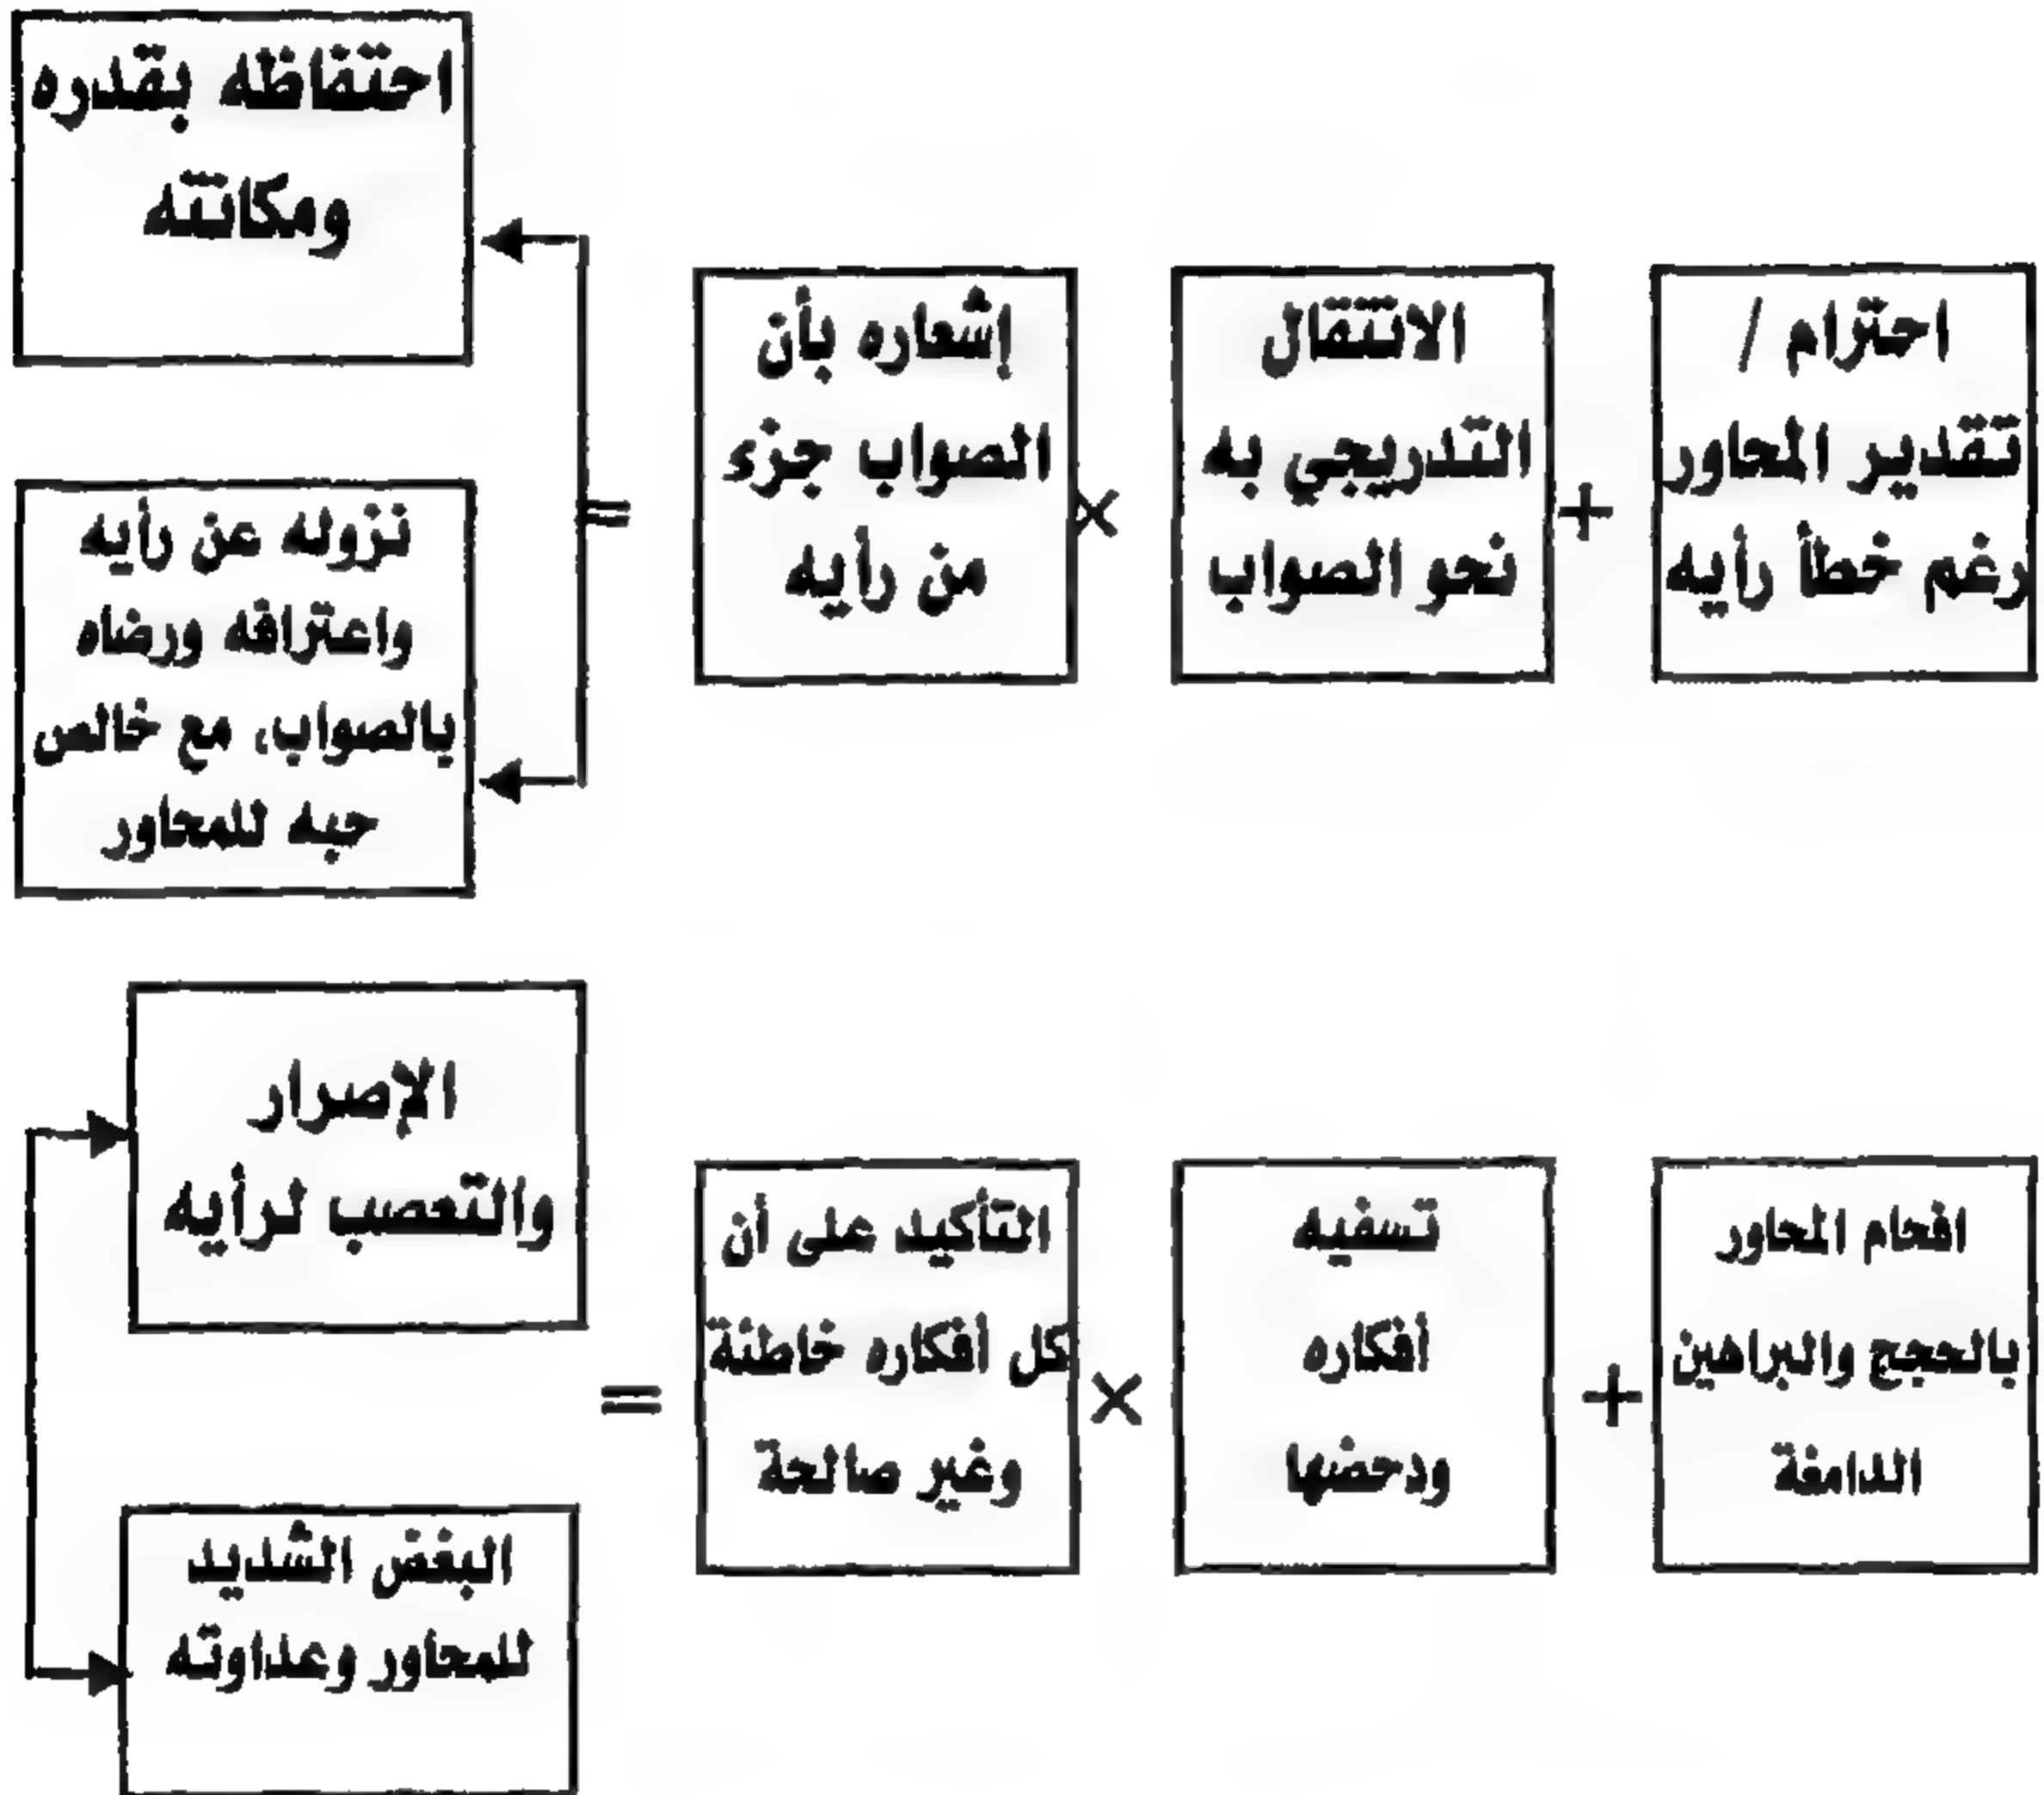 احترام /
تقدير المحاور
رغم خطأ رأيه
+
الانتقال
التدريجي به
نحو الصواب
×
إشعاره بأن
الصواب جزء
من رأيه
=
احتفاظه بقدره
ومكانته
نزوله عن رأيه
واعترافه ورضاه
بالصواب، مع خالص
حبه للمحاور
افحام المحاور
بالحجج والبراهين
الدامغة
+
تسفيه
أفكاره
ودحضها
×
التأكيد على أن
كل أفكاره خاطئة
وغير صالحة
=
الإصرار
والتعصب لرأيه
البغض الشديد
للمحاور وعداوته